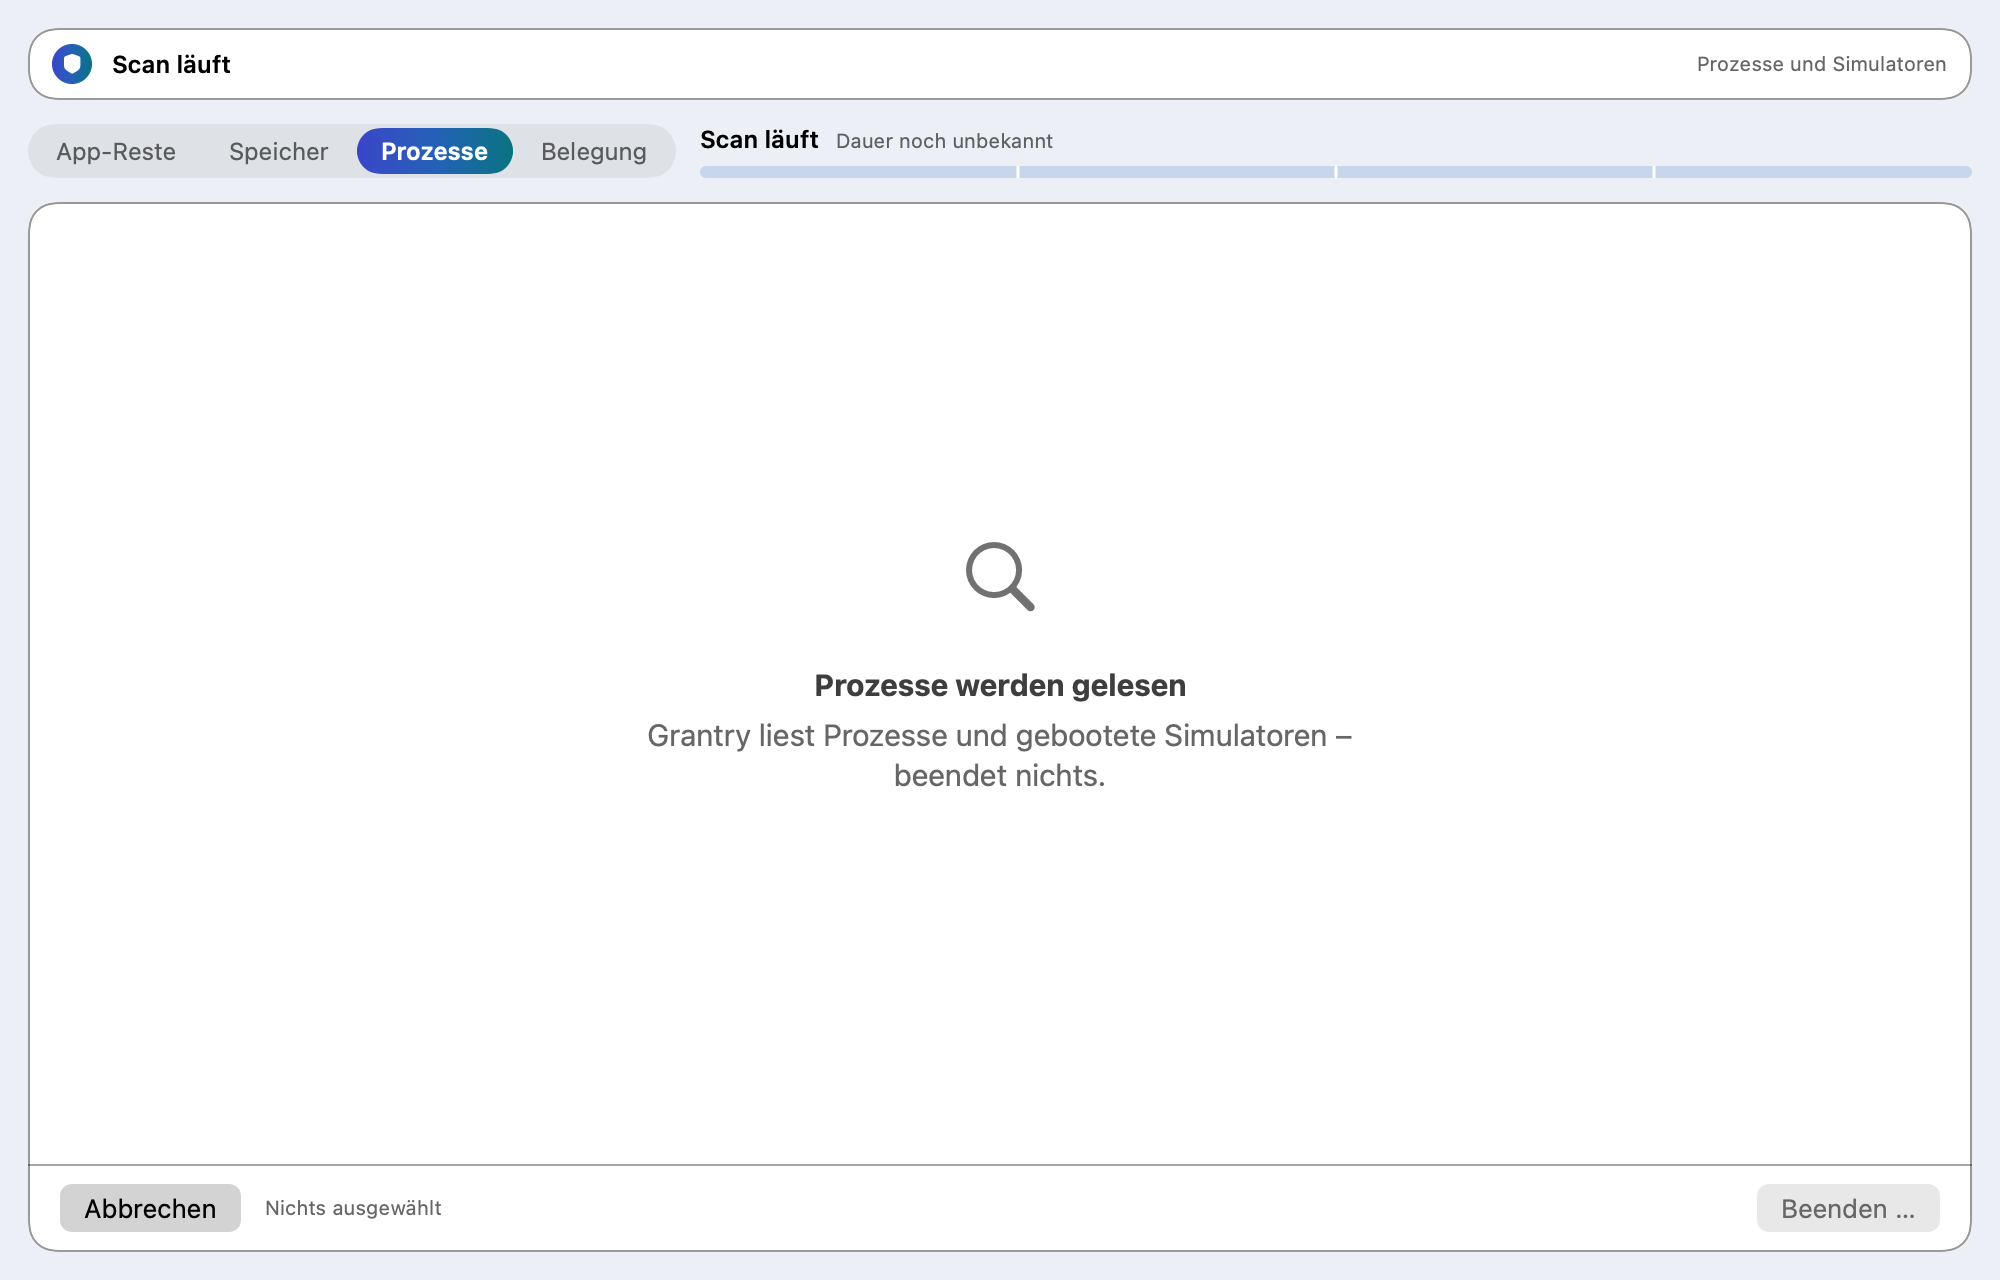 Scan läuft
Prozesse und Simulatoren
App-Reste
Speicher
Prozesse
Belegung
Scan läuft
Dauer noch unbekannt
Prozesse werden gelesen
Grantry liest Prozesse und gebootete Simulatoren –
beendet nichts.
Abbrechen
Nichts ausgewählt
Beenden ...